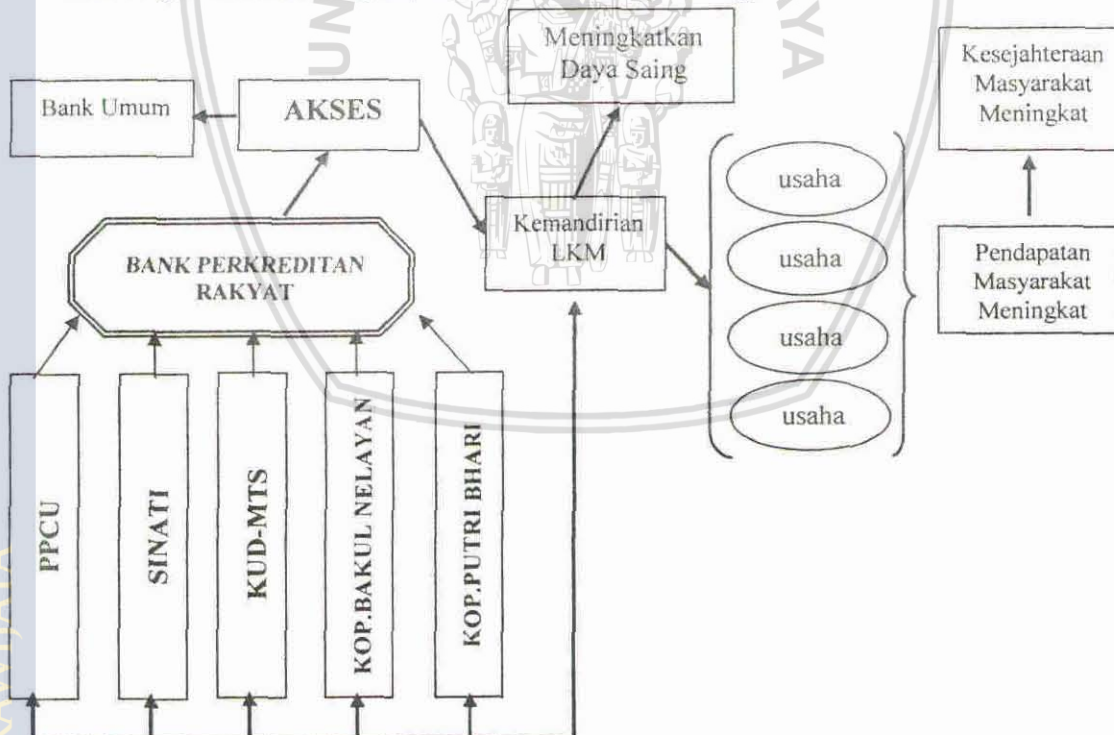 Meningkatkan
Daya Saing
Kesejahteraan
Masyarakat
Meningkat
Bank Umum
AKSES
usaha
Kemandirian
LKM
BANK PERKREDITAN
RAKYAT
usaha
Pendapatan
Masyarakat
Meningkat
usaha
usaha
PPCU
SINATI
KUD-MTS
KOP.BAKUL NELAYAN
KOP.PUTRI BHARI